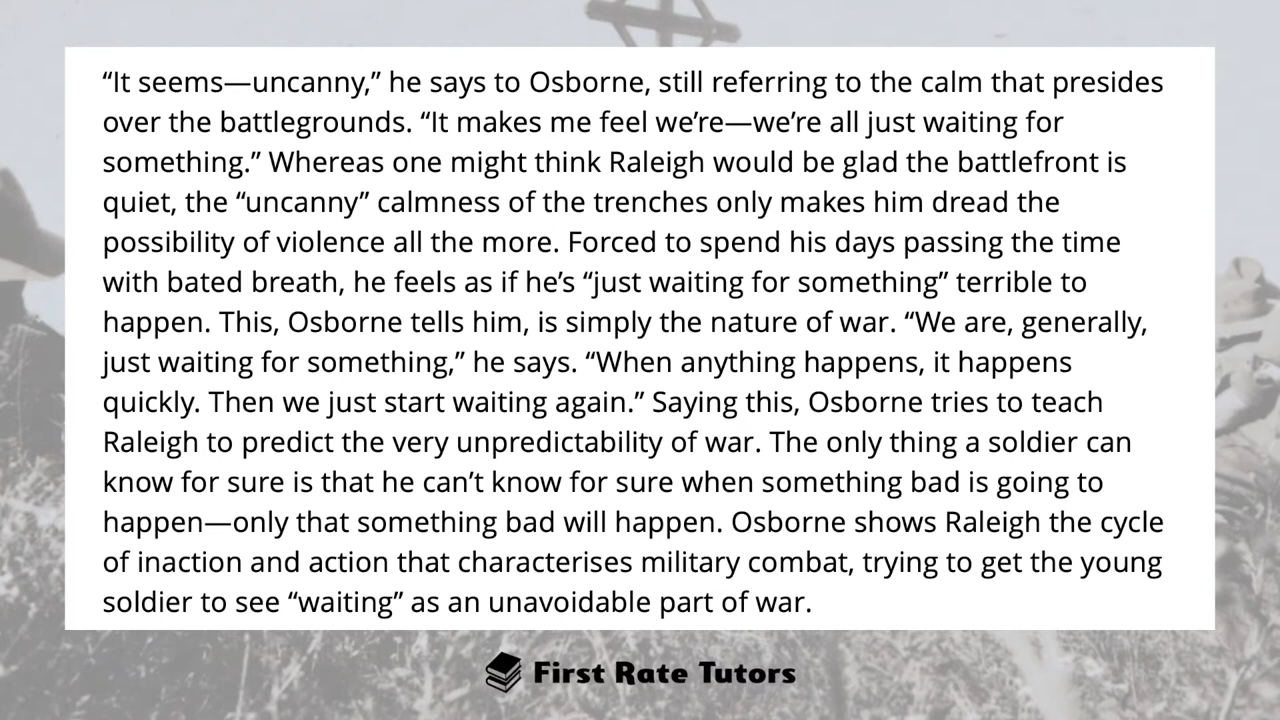 “It seems—uncanny,” he says to Osborne, still referring to the calm that presides
over the battlegrounds. “It makes me feel we’re—we’re all just waiting for
something.” Whereas one might think Raleigh would be glad the battlefront is
quiet, the “uncanny” calmness of the trenches only makes him dread the
possibility of violence all the more. Forced to spend his days passing the time
with bated breath, he feels as if he’s “just waiting for something” terrible to
happen. This, Osborne tells him, is simply the nature of war. “We are, generally,
just waiting for something,” he says. “When anything happens, it happens
quickly. Then we just start waiting again.” Saying this, Osborne tries to teach
Raleigh to predict the very unpredictability of war. The only thing a soldier can
know for sure is that he can’t know for sure when something bad is going to
happen—only that something bad will happen. Osborne shows Raleigh the cycle
of inaction and action that characterises military combat, trying to get the young
soldier to see “waiting” as an unavoidable part of war.
First Rate Tutors